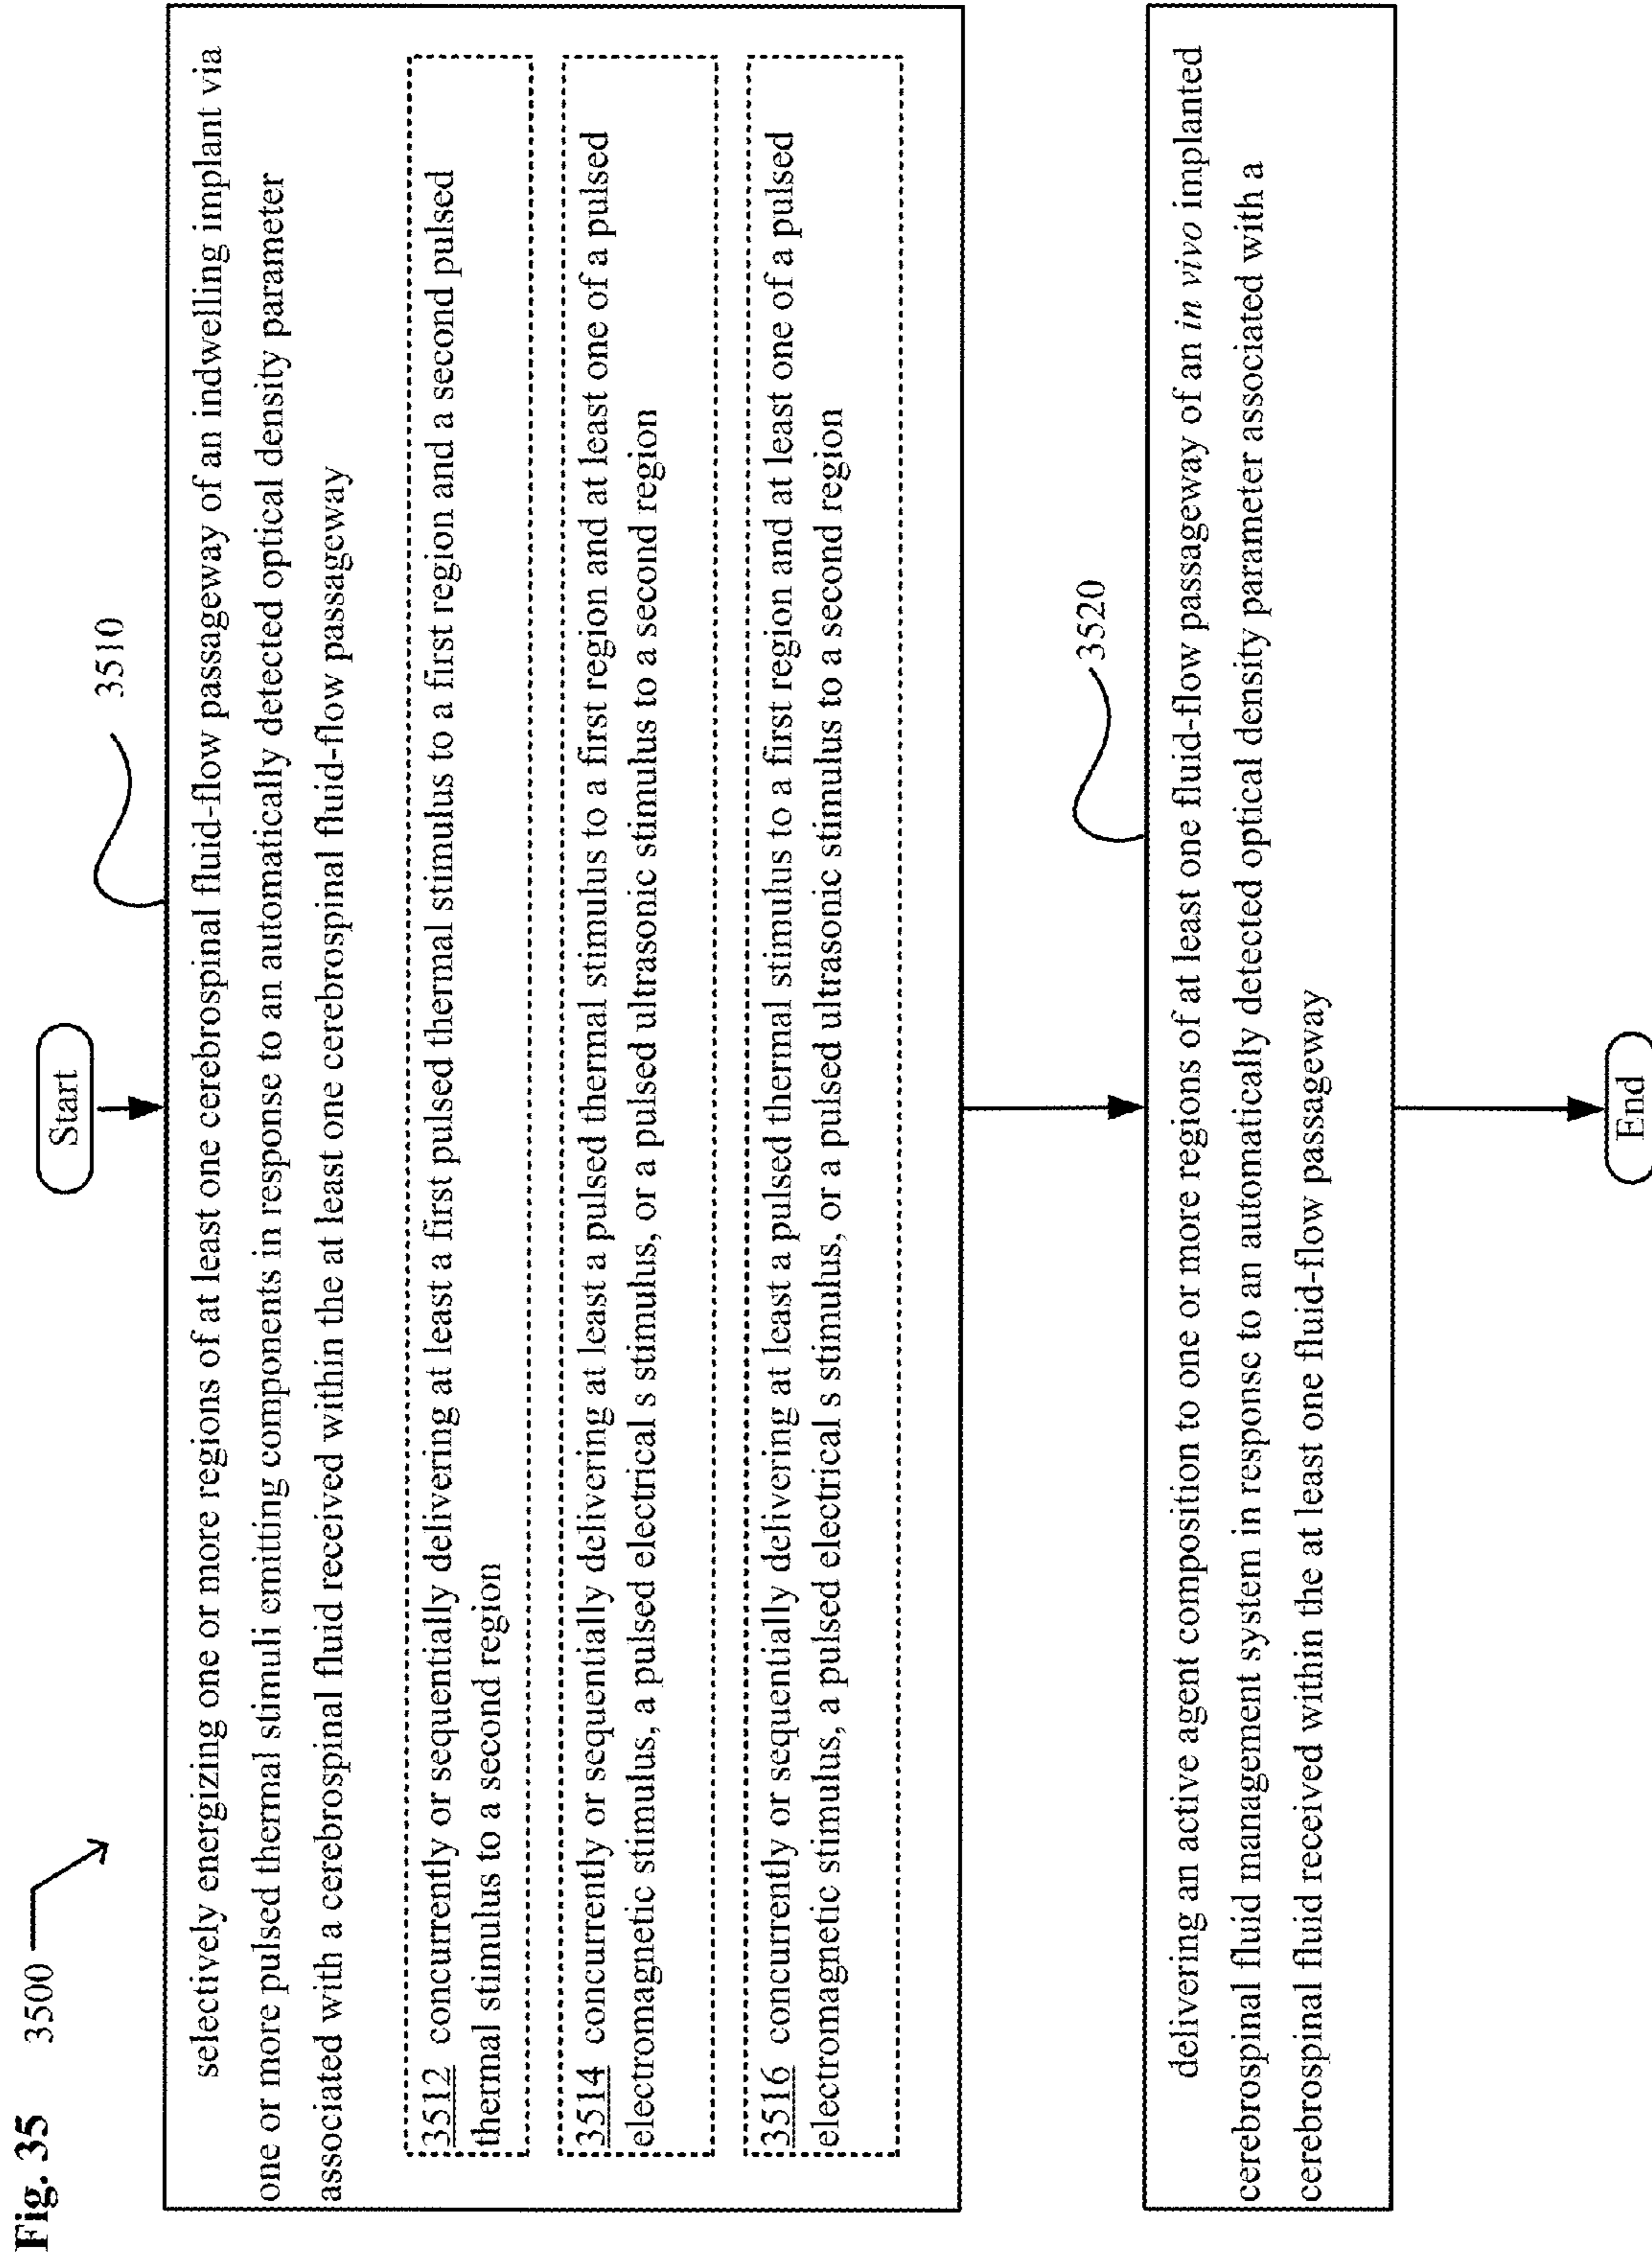 Fig. 35
3500
Start
3510
selectively energizing one or more regions of at least one cerebrospinal fluid-flow passageway of an indwelling implant via
one or more pulsed thermal stimuli emitting components in response to an automatically detected optical density parameter
associated with a cerebrospinal fluid received within the at least one cerebrospinal fluid-flow passageway
3512 concurrently or sequentially delivering at least a first pulsed thermal stimulus to a first region and a second pulsed
thermal stimulus to a second region
3514 concurrently or sequentially delivering at least a pulsed thermal stimulus to a first region and at least one of a pulsed
electromagnetic stimulus, a pulsed electrical s stimulus, or a pulsed ultrasonic stimulus to a second region
3516 concurrently or sequentially delivering at least a pulsed thermal stimulus to a first region and at least one of a pulsed
electromagnetic stimulus, a pulsed electrical s stimulus, or a pulsed ultrasonic stimulus to a second region
3520
delivering an active agent composition to one or more regions of at least one fluid-flow passageway of an in vivo implanted
cerebrospinal fluid management system in response to an automatically detected optical density parameter associated with a
cerebrospinal fluid received within the at least one fluid-flow passageway
End